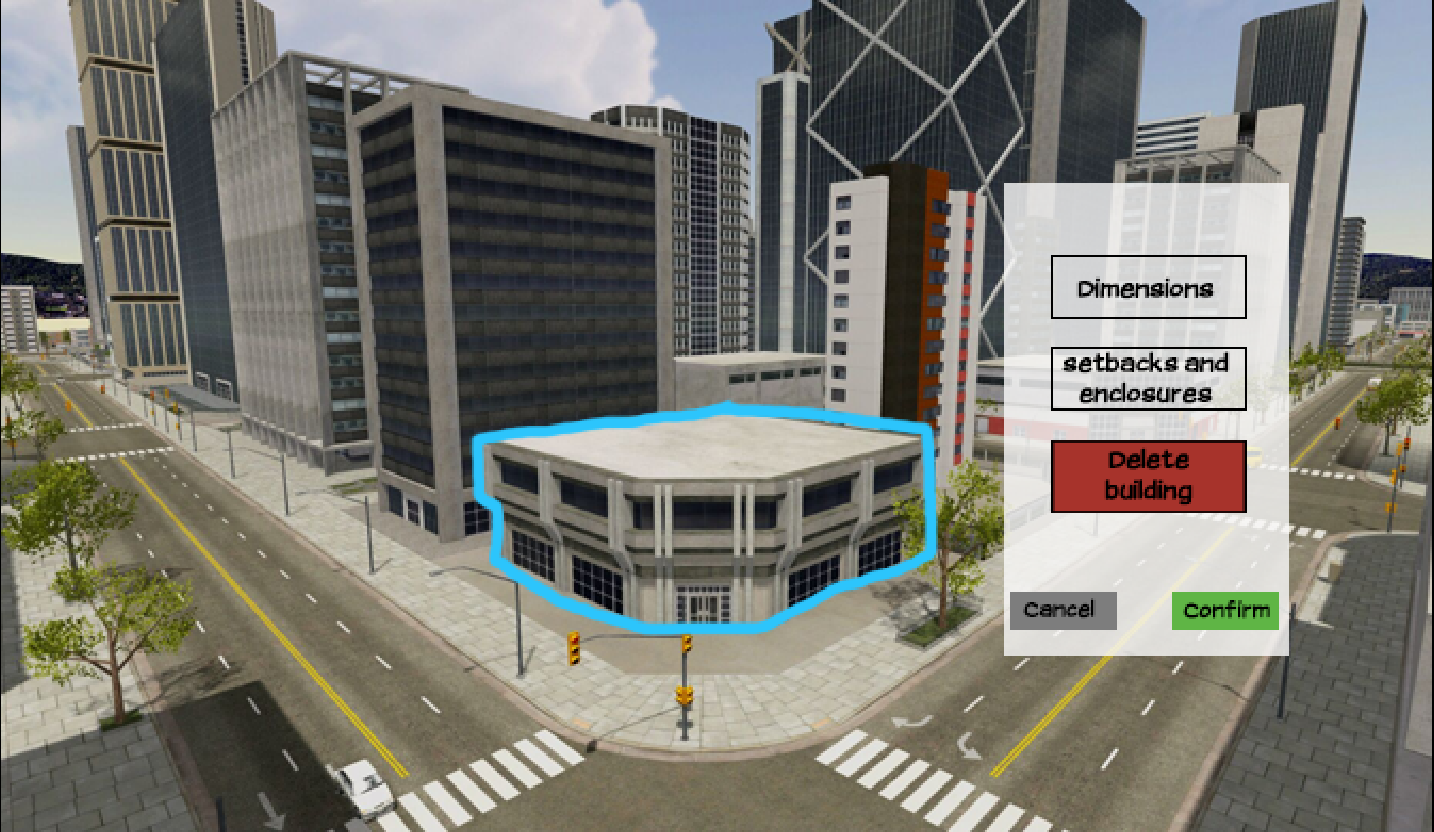 Dimensions
setbacks and
enclosures
Delete
building
Cancel
Confirm